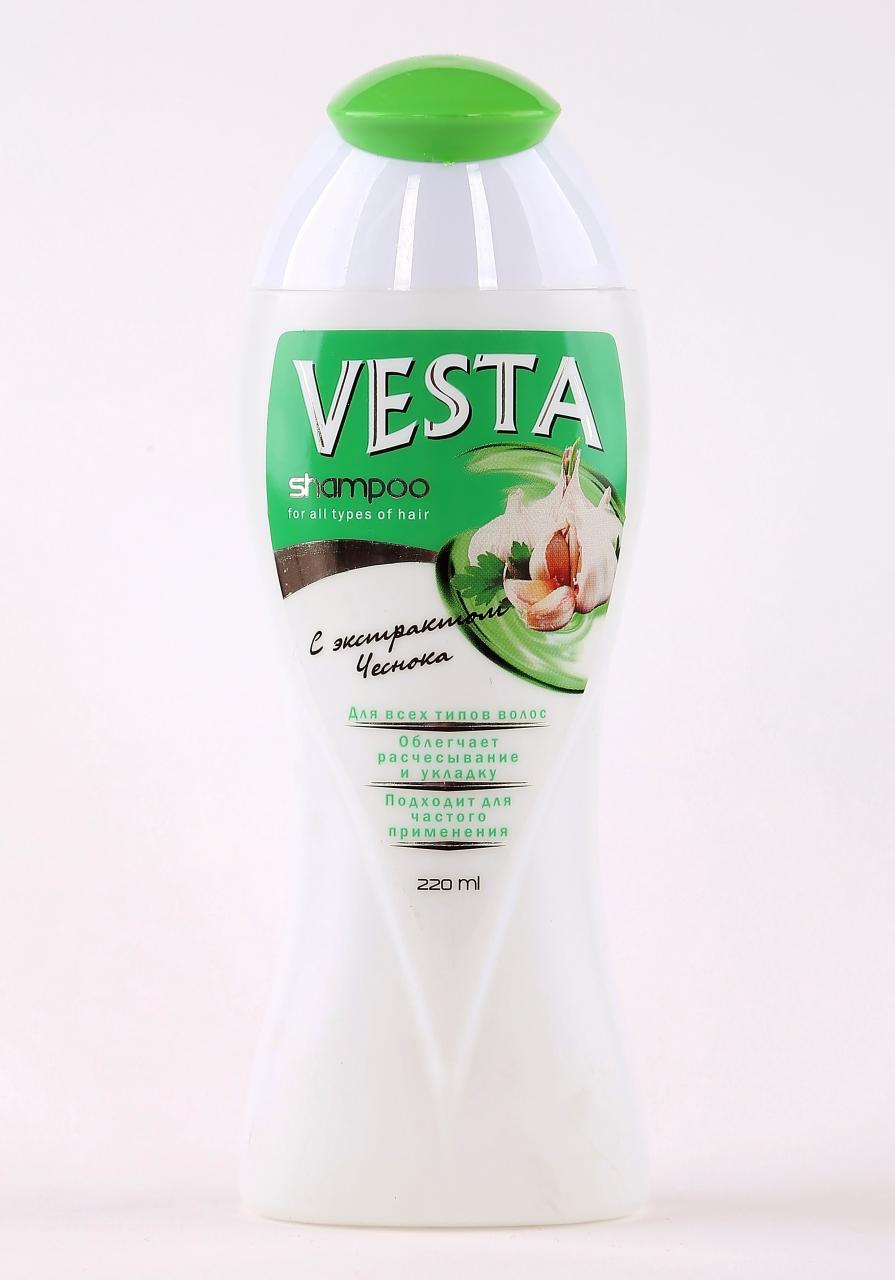 VESTA
shampoo
for all types of hair
С экстрактом
Чеснока
Для всех типов волос
Облегчает
расчесывание
и укладку
Подходит для
частого
применения
220 ml